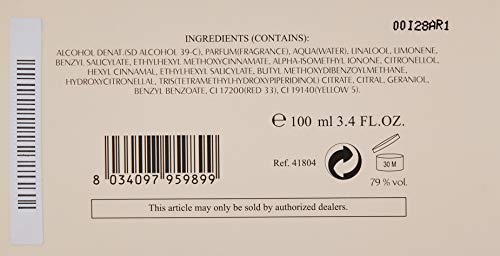 00I28AR1
INGREDIENTS (CONTAINS):
ALCOHOL DENAT.(SD ALCOHOL 39-C), PARFUM(FRAGRANCE), AQUA(WATER), LINALOOL, LIMONENE,
BENZYL SALICYLATE, ETHYLHEXYL METHOXYCINNAMATE, ALPHA-ISOMETHYL IONONE, CITRONELLOL,
HEXYL CINNAMAL, ETHYLHEXYL SALICYLATE, BUTYL METHOXYDIBENZOYLMETHANE,
HYDROXYCITRONELLAL, TRIS(TETRAMETHYLHYDROXYPIPERIDINOL) CITRATE, CITRAL, GERANIOL,
BENZYL BENZOATE, CI 17200(RED 33), CI 19140(YELLOW 5).
℮ 100 ml 3.4 FL.OZ.
Ref. 41804
30 M
79 % vol.
8 034097 959899
This article may only be sold by authorized dealers.